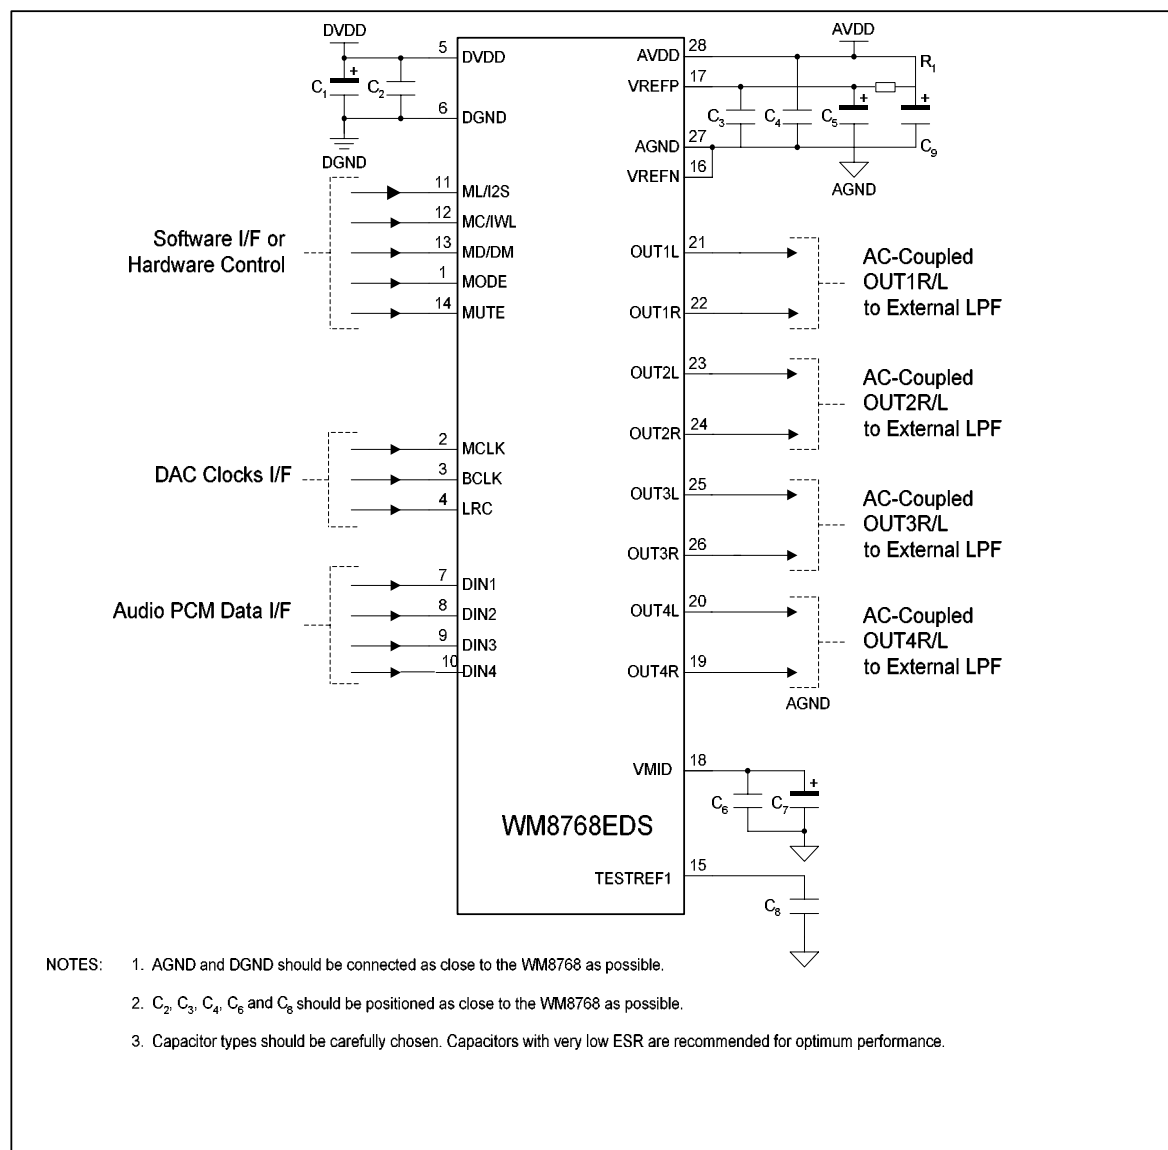 DVDD
AVDD
5 DVDD
AVDD 28
R1
VREFP 17
+
C1
C2
6 DGND
DGND
C3
C4
+
C5
+
C9
AGND 27
VREFN 16
AGND
Software I/F or
Hardware Control
11 ML/I2S
12 MC/IWL
13 MD/DM
1 MODE
14 MUTE
OUT1L 21
OUT1R 22
AC-Coupled
OUT1R/L
to External LPF
OUT2L 23
OUT2R 24
AC-Coupled
OUT2R/L
to External LPF
DAC Clocks I/F
2 MCLK
3 BCLK
4 LRC
OUT3L 25
OUT3R 26
AC-Coupled
OUT3R/L
to External LPF
Audio PCM Data I/F
7 DIN1
8 DIN2
9 DIN3
10 DIN4
OUT4L 20
OUT4R 19
AC-Coupled
OUT4R/L
to External LPF
AGND
VMID 18
C6
C7
+
WM8768EDS
TESTREF1 15
C8
NOTES: 1. AGND and DGND should be connected as close to the WM8768 as possible.
2. C2, C3, C4, C6 and C8 should be positioned as close to the WM8768 as possible.
3. Capacitor types should be carefully chosen. Capacitors with very low ESR are recommended for optimum performance.